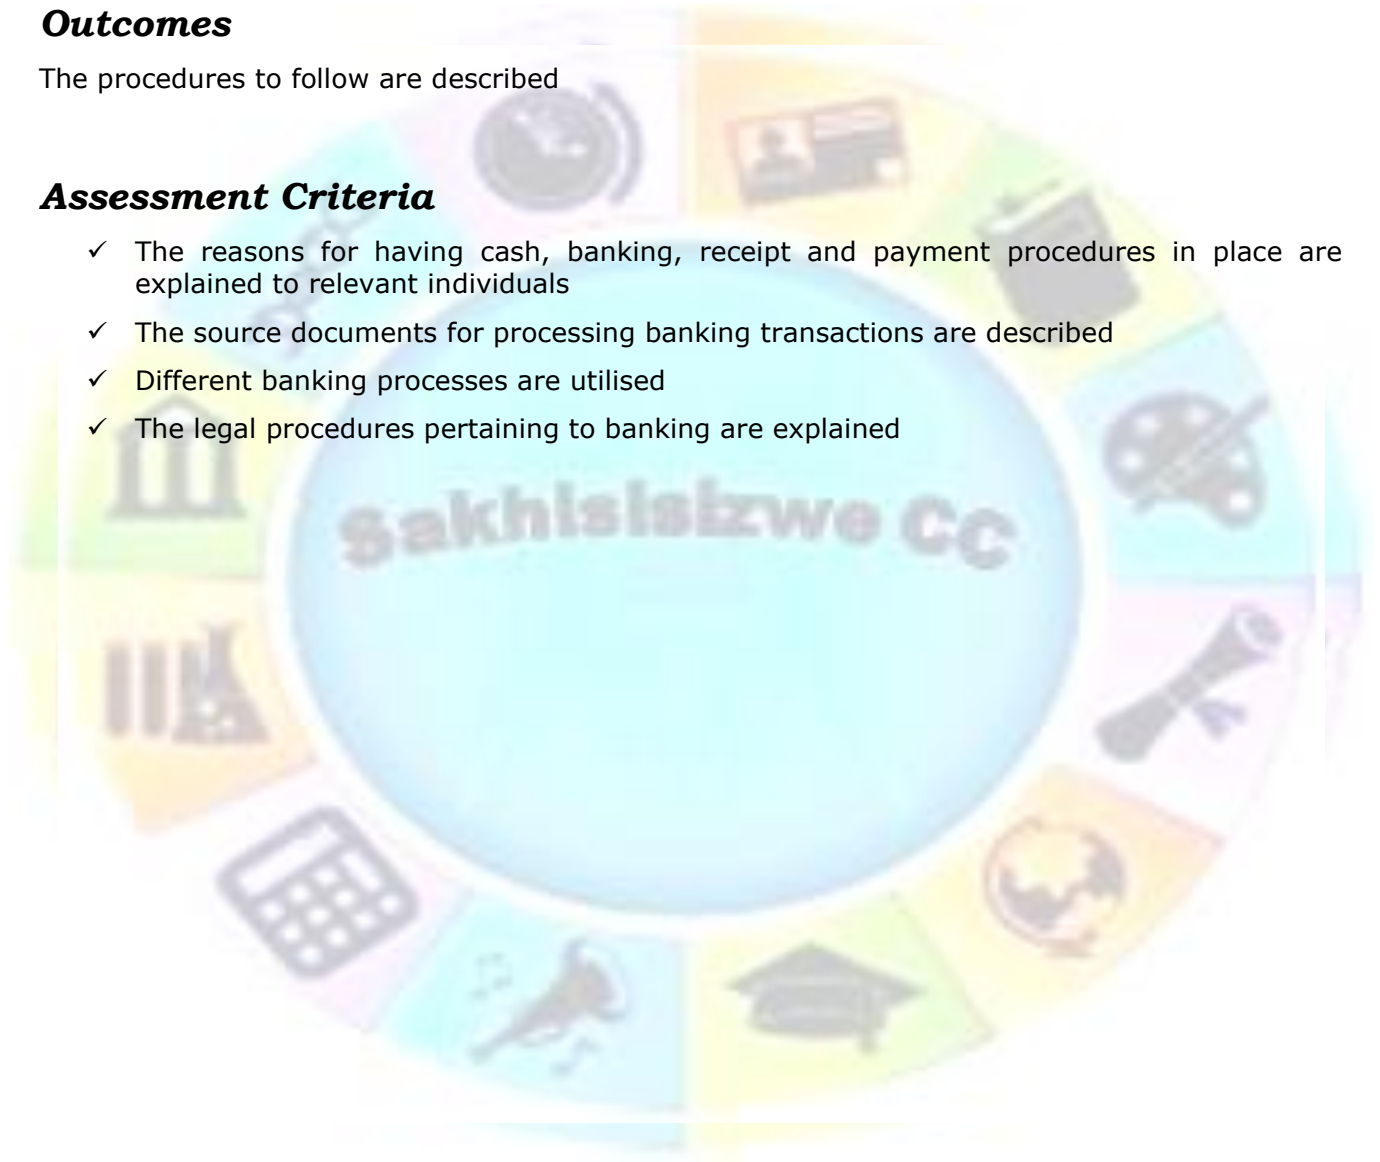 Outcomes
The procedures to follow are described
Assessment Criteria
✓ The reasons for having cash, banking, receipt and payment procedures in place are
explained to relevant individuals
✓ The source documents for processing banking transactions are described
✓ Different banking processes are utilised
✓ The legal procedures pertaining to banking are explained
Sakhisisizwe CC